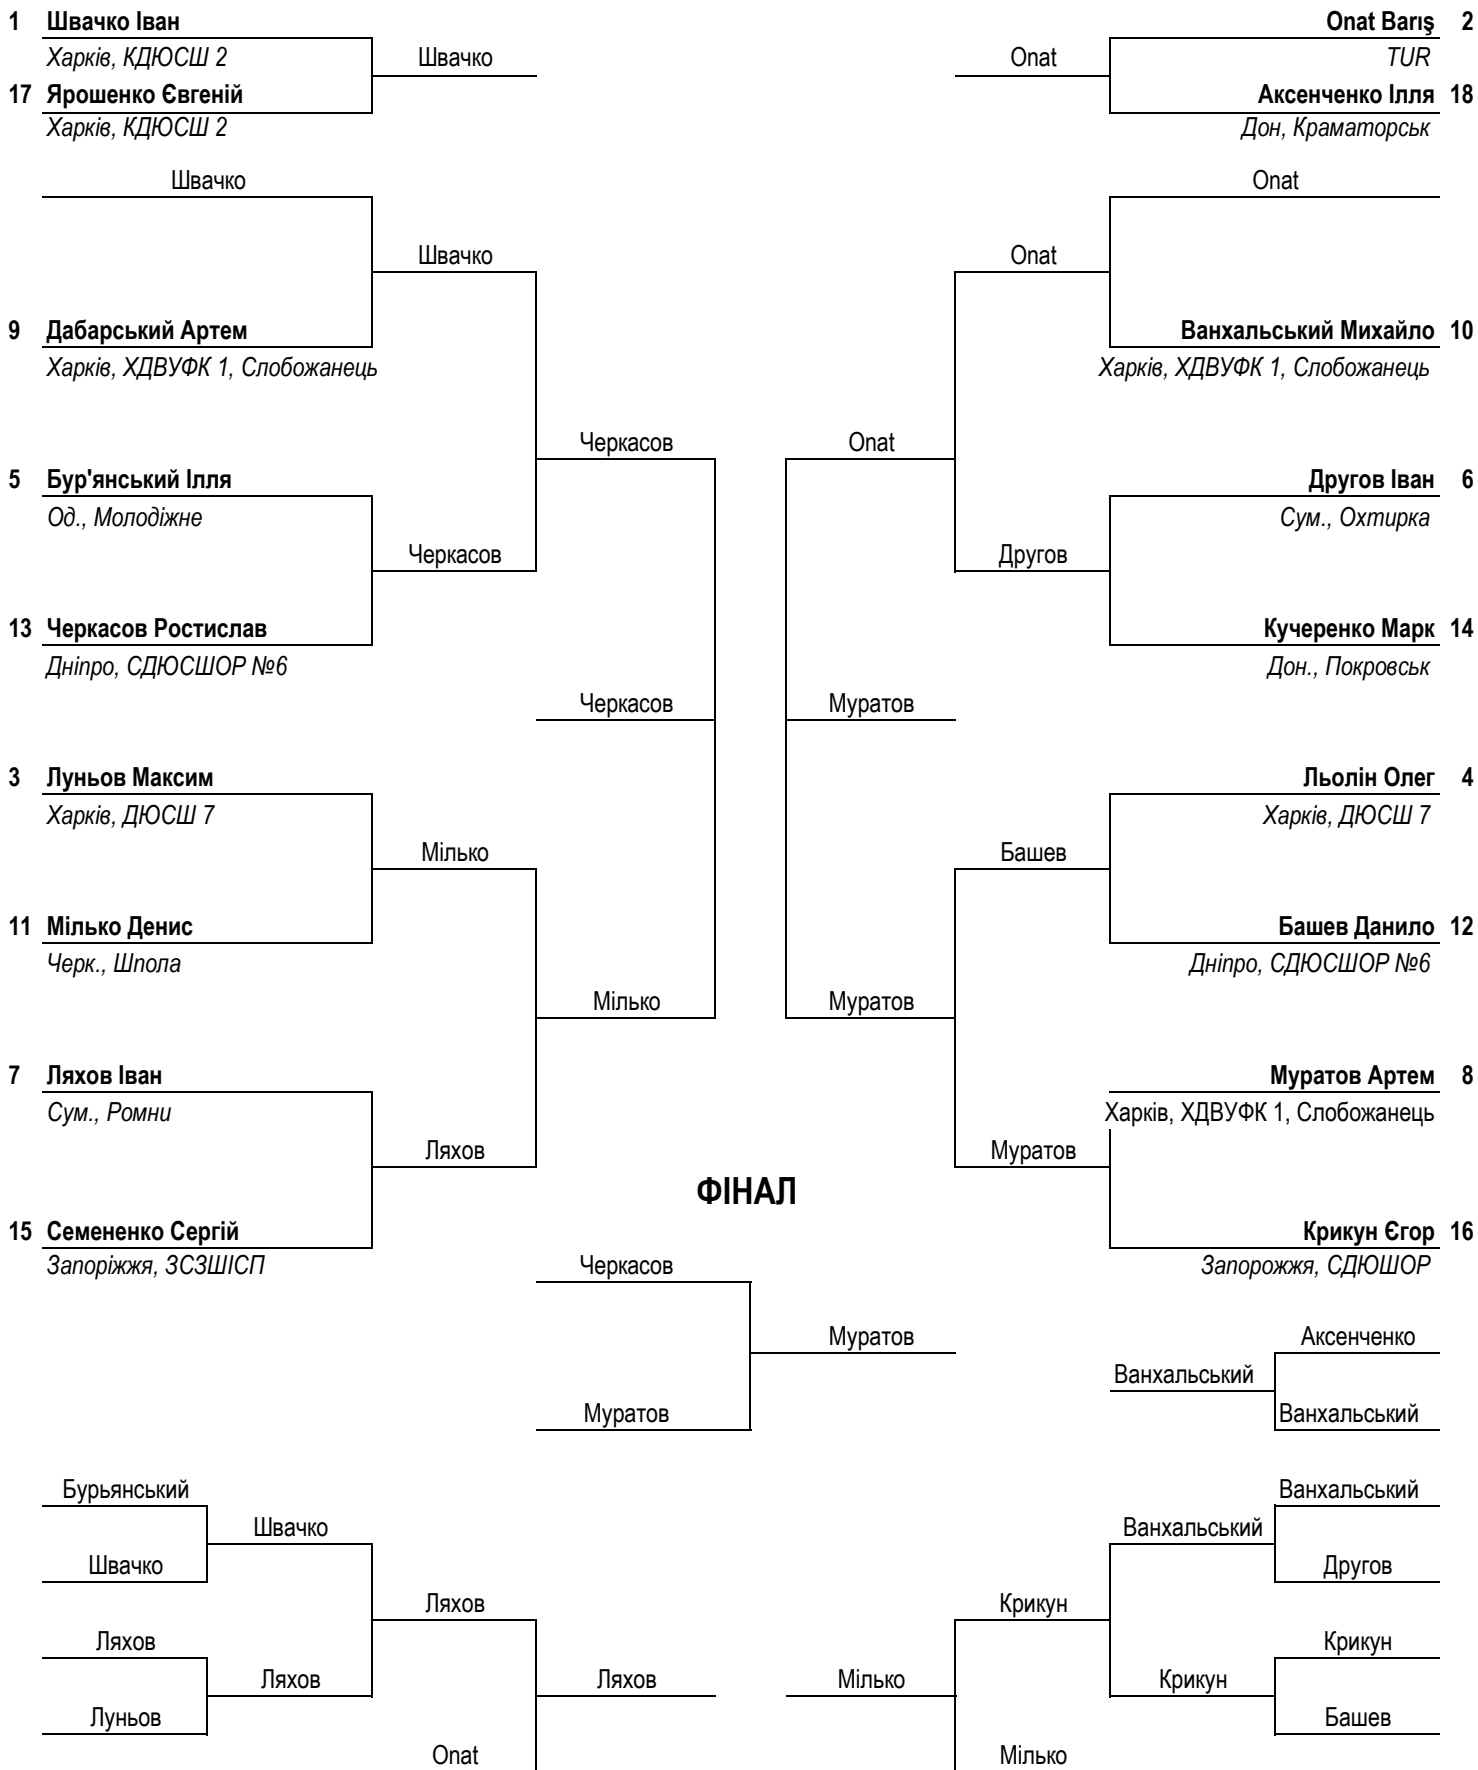 1 Швачко Іван Onat Barış 2
Харків, КДЮСШ 2 Швачко Onat TUR
17 Ярошенко Євгеній Аксенченко Ілля 18
Харків, КДЮСШ 2 Дон, Краматорськ
Швачко Onat
Швачко Onat
9 Дабарський Артем Ванхальський Михайло 10
Харків, ХДВУФК 1, Слобожанець Харків, ХДВУФК 1, Слобожанець
Черкасов Onat
5 Бур'янський Ілля Другов Іван 6
Од., Молодіжне Сум., Охтирка
Черкасов Другов
13 Черкасов Ростислав Кучеренко Марк 14
Дніпро, СДЮСШОР №6 Дон., Покровськ
Черкасов Муратов
3 Луньов Максим Льолін Олег 4
Харків, ДЮСШ 7 Харків, ДЮСШ 7
Мілько Башев
11 Мілько Денис Башев Данило 12
Черк., Шпола Дніпро, СДЮСШОР №6
Мілько Муратов
7 Ляхов Іван Муратов Артем 8
Сум., Ромни Харків, ХДВУФК 1, Слобожанець
Ляхов Муратов
ФІНАЛ
15 Семененко Сергій Крикун Єгор 16
Запоріжжя, ЗСЗШІСП Черкасов Запорожжя, СДЮШОР
Муратов Аксенченко
Ванхальський
Муратов Ванхальський
Бурьянський Ванхальський
Швачко Ванхальський
Швачко Другов
Ляхов Крикун
Ляхов Крикун
Ляхов Ляхов Мілько Крикун
Луньов Башев
Onat Мілько